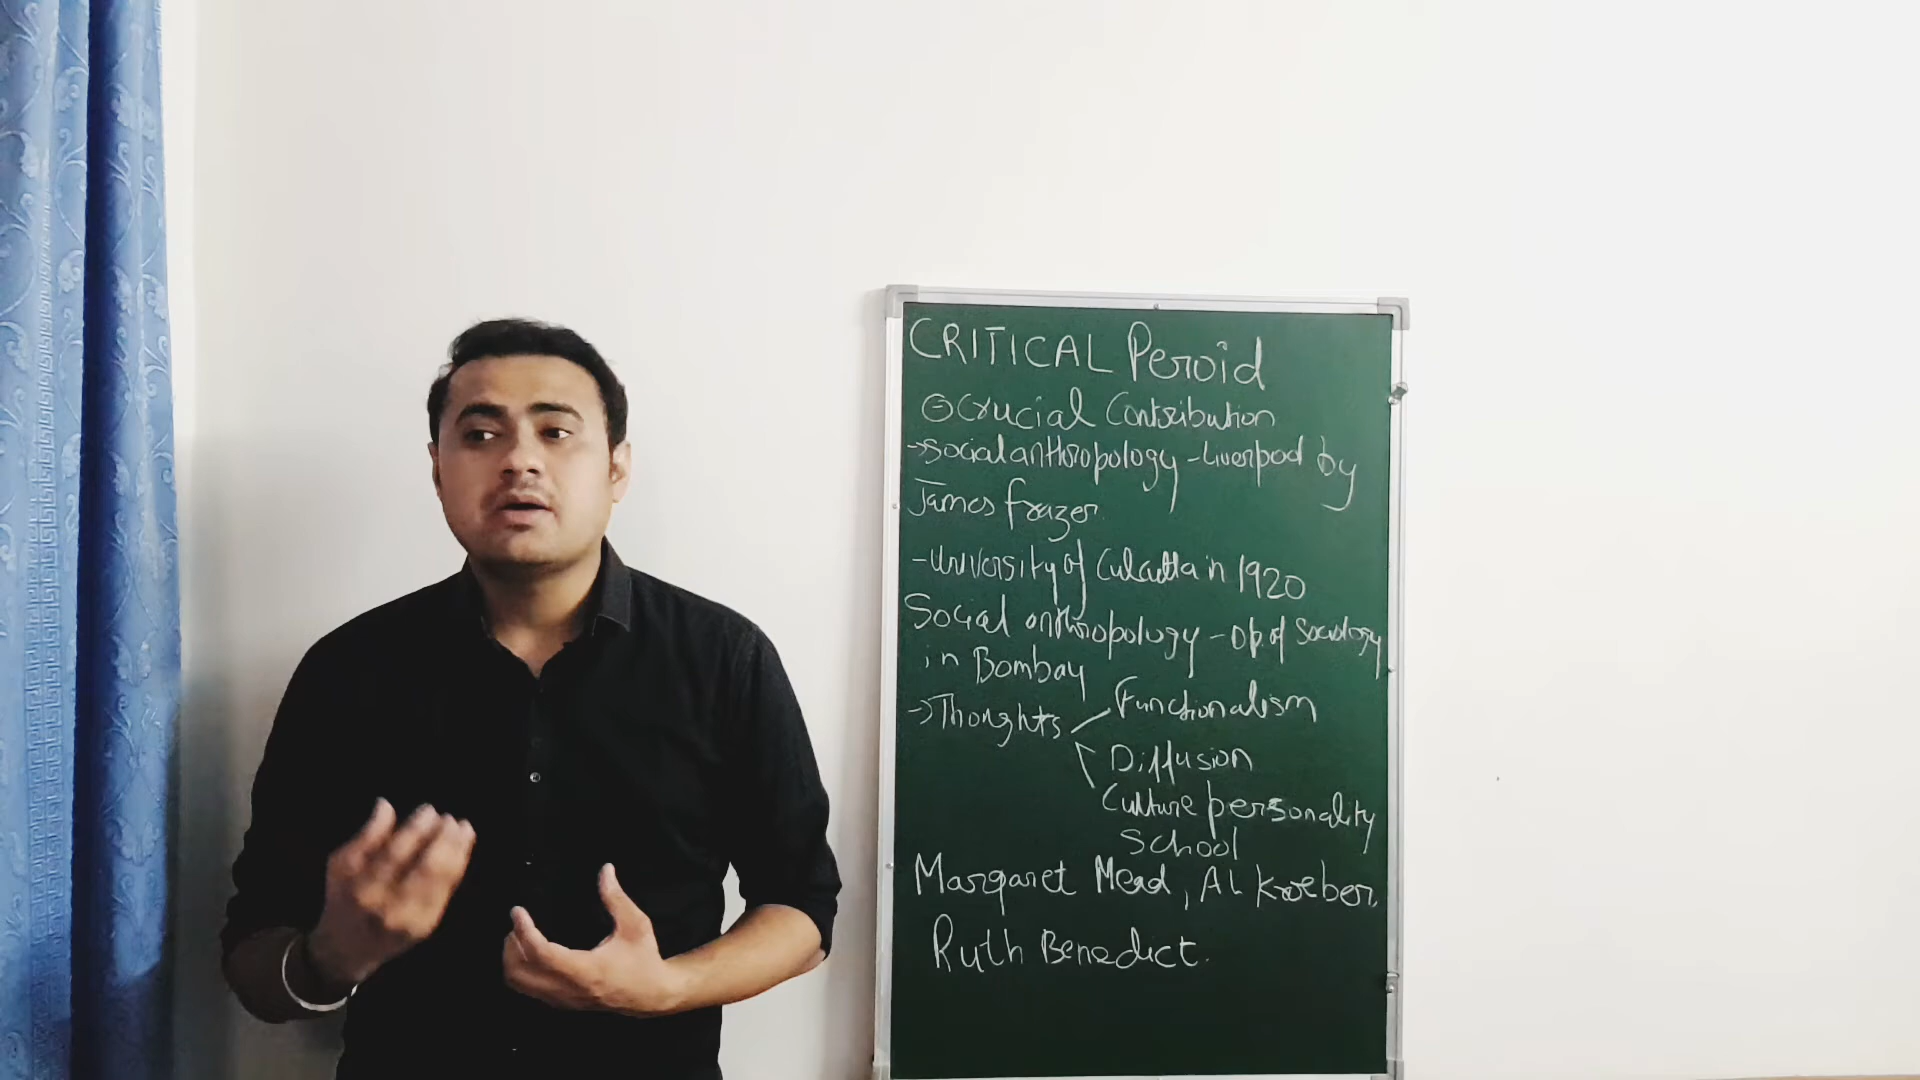 CRITICAL Peroid
⊖ Crucial Contribution
→ Social anthropology - Liverpool by
James Frazer.
- University of Culcutta in 1920
Social anthropology - Dp. of Sociology
in Bombay
→ Thoughts Functionalism
Diffusion
Culture personality
School
Margaret Mead, AL Kroeber,
Ruth Benedict.